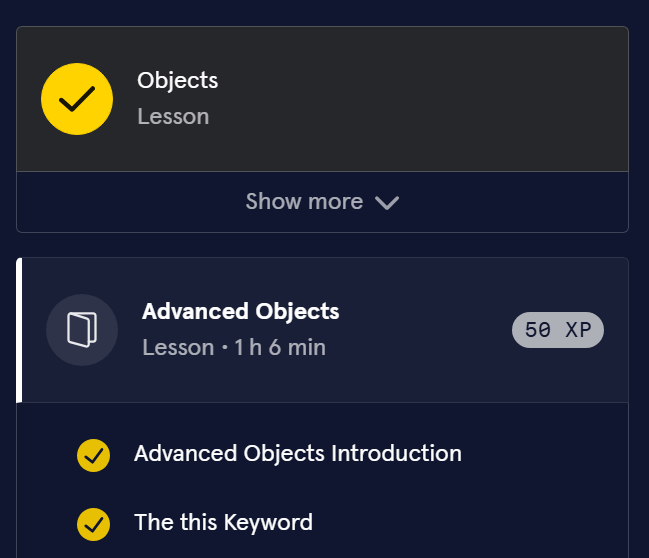 Objects
Lesson
Show more
Advanced Objects
Lesson • 1 h 6 min
50 XP
Advanced Objects Introduction
The this Keyword